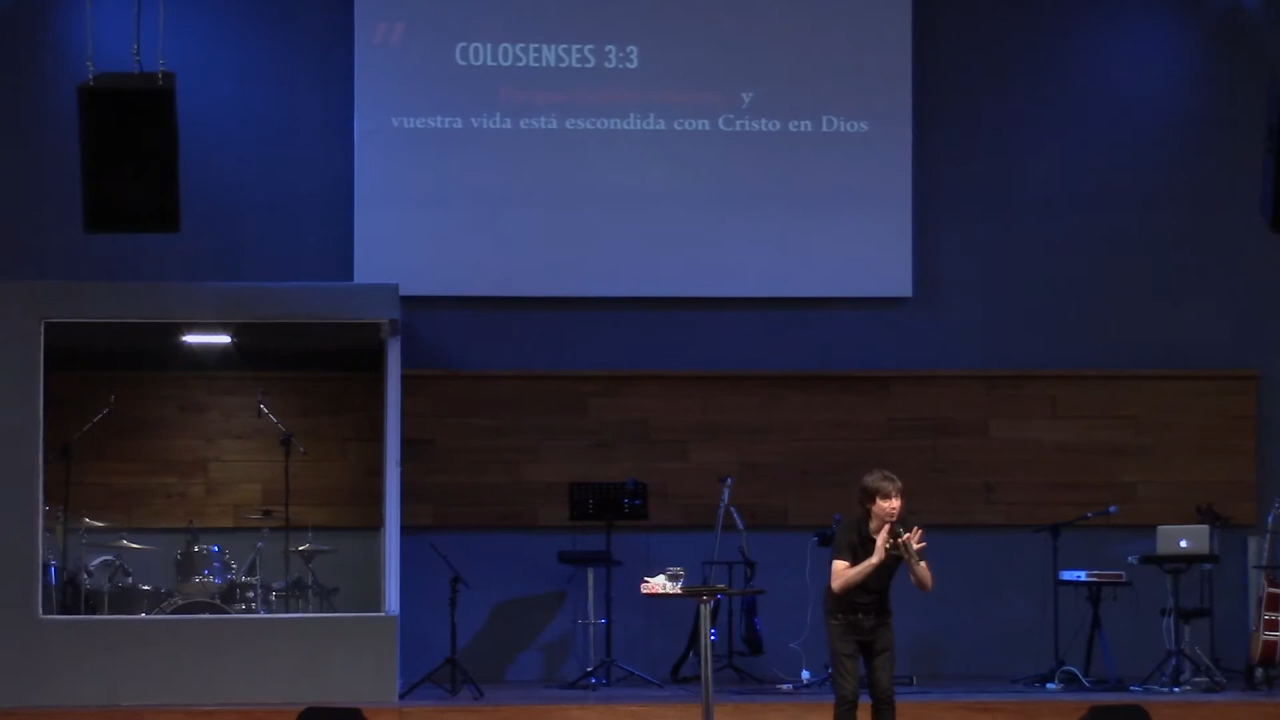 COLOSENSES 3:3
y
vuestra vida está escondida con Cristo en Dios